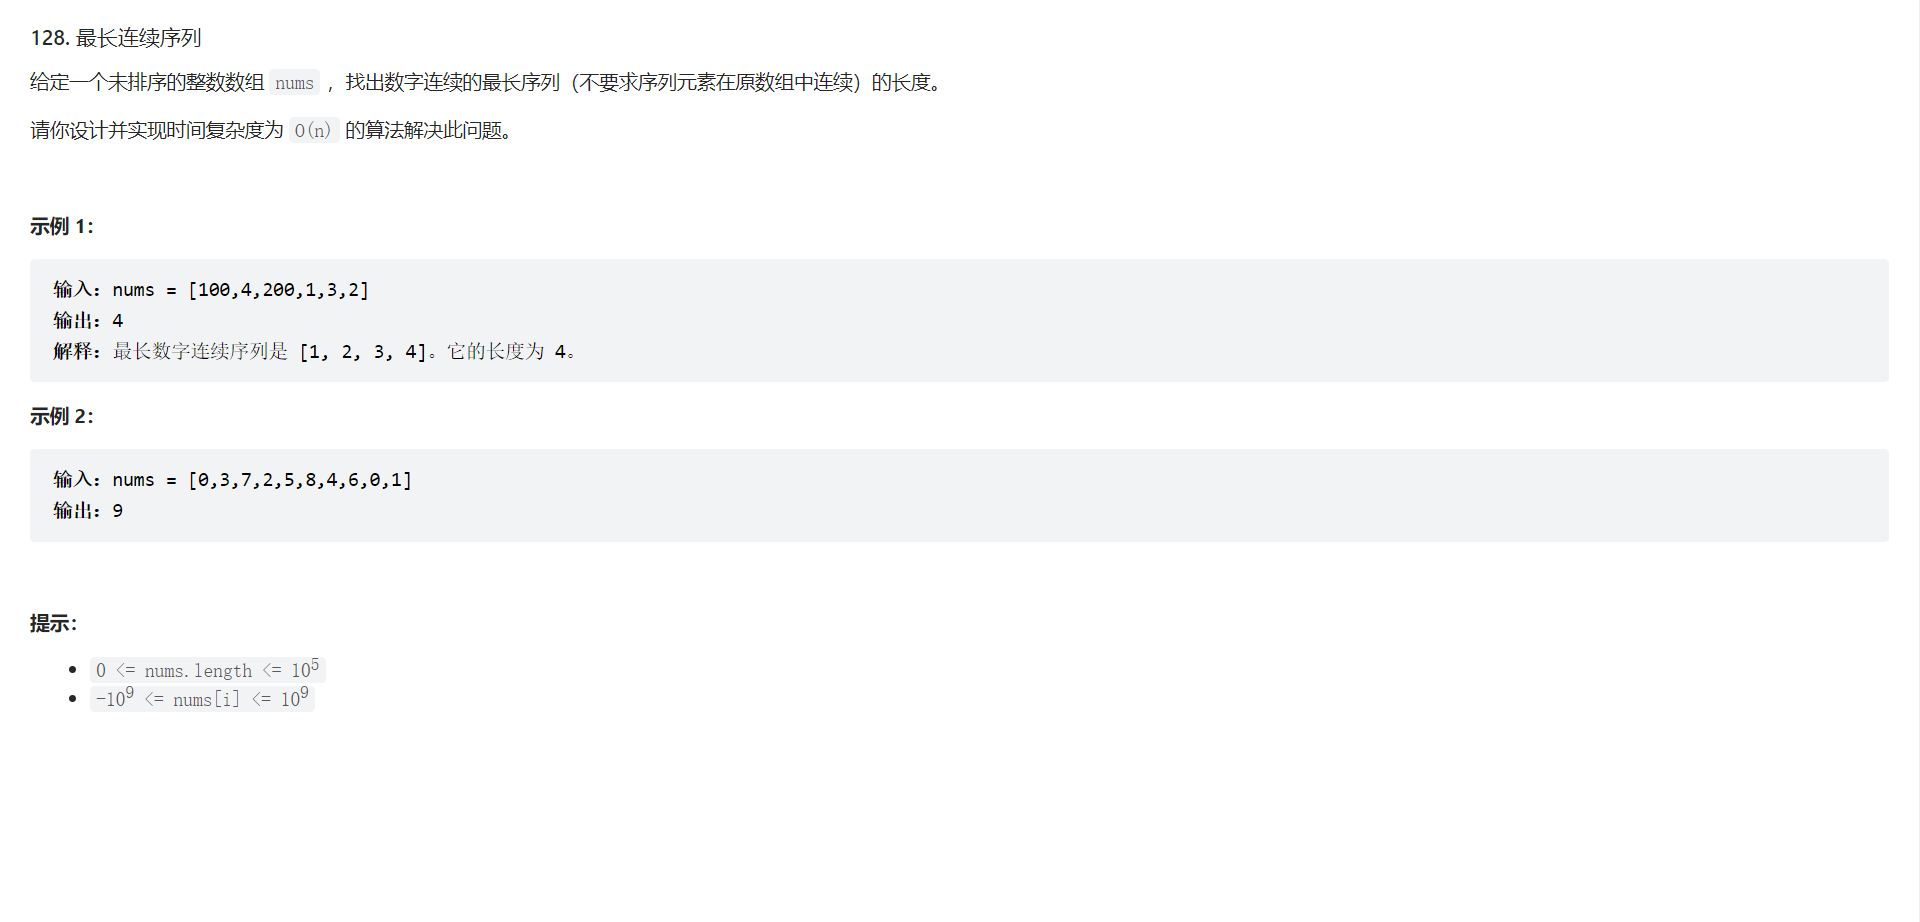 128. 最长连续序列
给定一个未排序的整数数组 nums ，找出数字连续的最长序列（不要求序列元素在原数组中连续）的长度。
请你设计并实现时间复杂度为 O(n) 的算法解决此问题。
示例 1：
输入：nums = [100,4,200,1,3,2]
输出：4
解释：最长数字连续序列是 [1, 2, 3, 4]。它的长度为 4。
示例 2：
输入：nums = [0,3,7,2,5,8,4,6,0,1]
输出：9
提示：
• 0 <= nums.length <= 10⁵
• -10⁹ <= nums[i] <= 10⁹